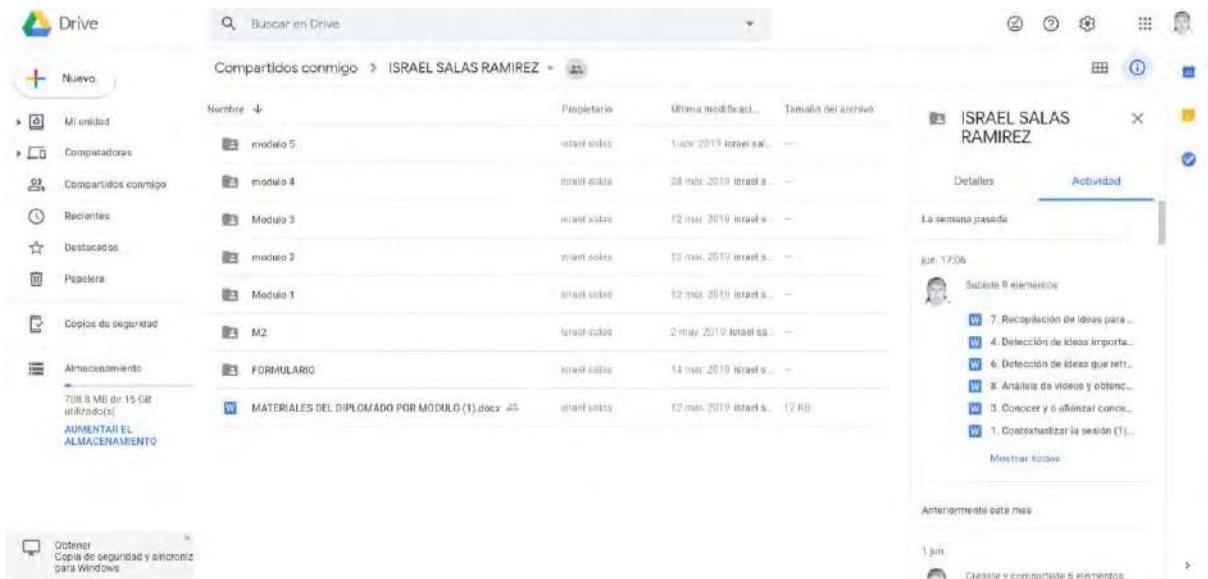 Drive
Buscar en Drive
Nuevo
Mi unidad
Computadoras
Compartidos conmigo
Recientes
Destacados
Papelera
Copias de seguridad
Almacenamiento
708.8 MB de 15 GB
utilizado(s)
AUMENTAR EL
ALMACENAMIENTO
Obtener
Copia de seguridad y sincroniz
para Windows
Compartidos conmigo > ISRAEL SALAS RAMIREZ
Nombre Propietario Última modificaci... Tamaño del archivo
modulo 5 israel salas 1 abr. 2019 israel sal... —
modulo 4 israel salas 28 mar. 2019 israel s... —
Modulo 3 israel salas 12 mar. 2019 israel s... —
modulo 2 israel salas 12 mar. 2019 israel s... —
Modulo 1 israel salas 12 mar. 2019 israel s... —
M2 israel salas 2 may. 2019 israel sa... —
FORMULARIO israel salas 14 mar. 2019 israel s... —
MATERIALES DEL DIPLOMADO POR MODULO (1).docx israel salas 12 mar. 2019 israel s... 12 KB
ISRAEL SALAS
RAMIREZ
Detalles Actividad
La semana pasada
jue. 17:06
Subiste 9 elementos
7. Recopilación de ideas para ...
4. Detección de ideas importa...
6. Detección de ideas que retr...
8. Análisis de videos y obtenc...
3. Conocer y o afianzar conce...
1. Contextualizar la sesión (1)...
Mostrar todos
Anteriormente este mes
1 jun.
Creaste y compartiste 6 elementos